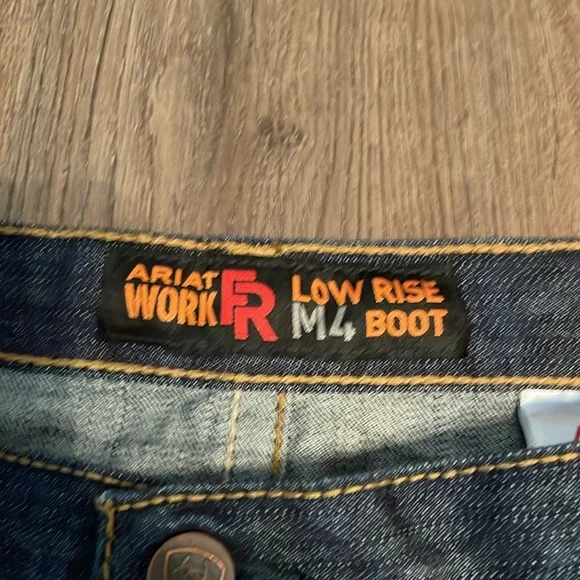 ARIAT WORK FR
LOW RISE
M4 BOOT